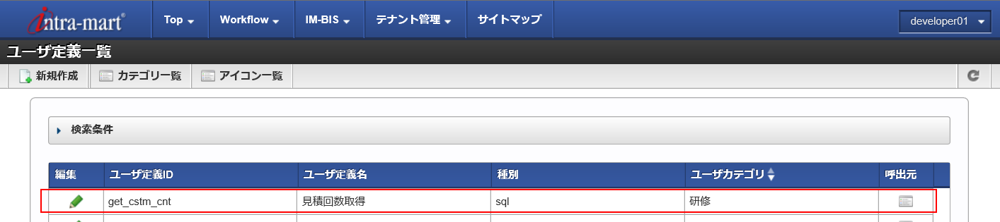 intra-mart® Top Workflow IM-BIS テナント管理 サイトマップ developer01
ユーザ定義一覧
新規作成 カテゴリ一覧 アイコン一覧
検索条件
編集 ユーザ定義ID ユーザ定義名 種別 ユーザカテゴリ 呼出元
get_cstm_cnt 見積回数取得 sql 研修